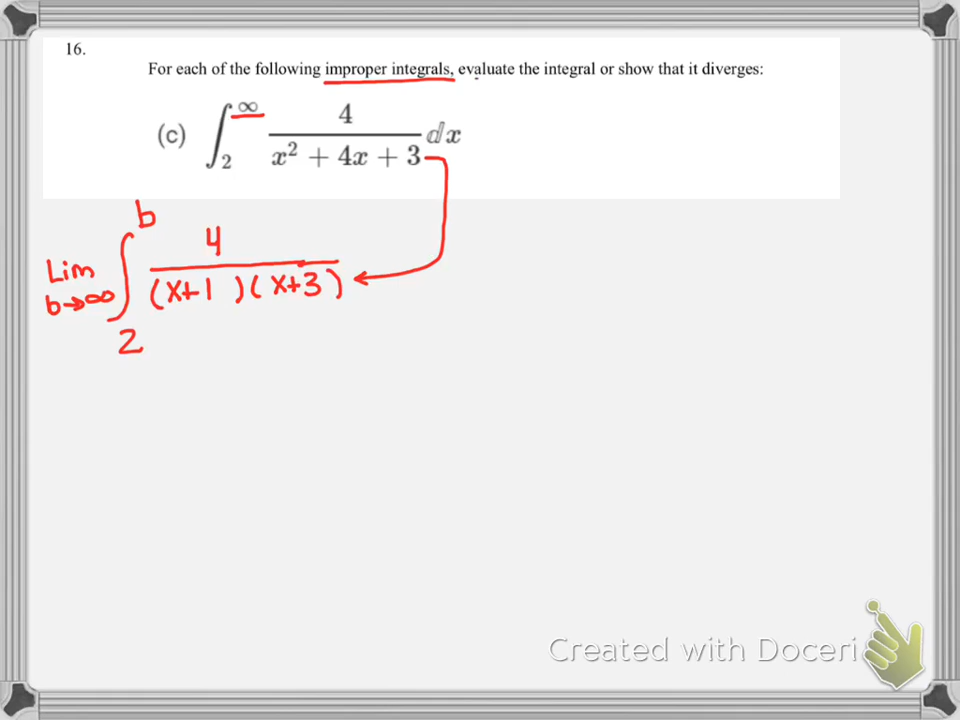 16.
For each of the following improper integrals, evaluate the integral or show that it diverges:
(c) ∫₂^∞ 4/(x² + 4x + 3) dx
Lim b→∞ ∫₂^b 4/((x+1)(x+3))
Created with Doceri